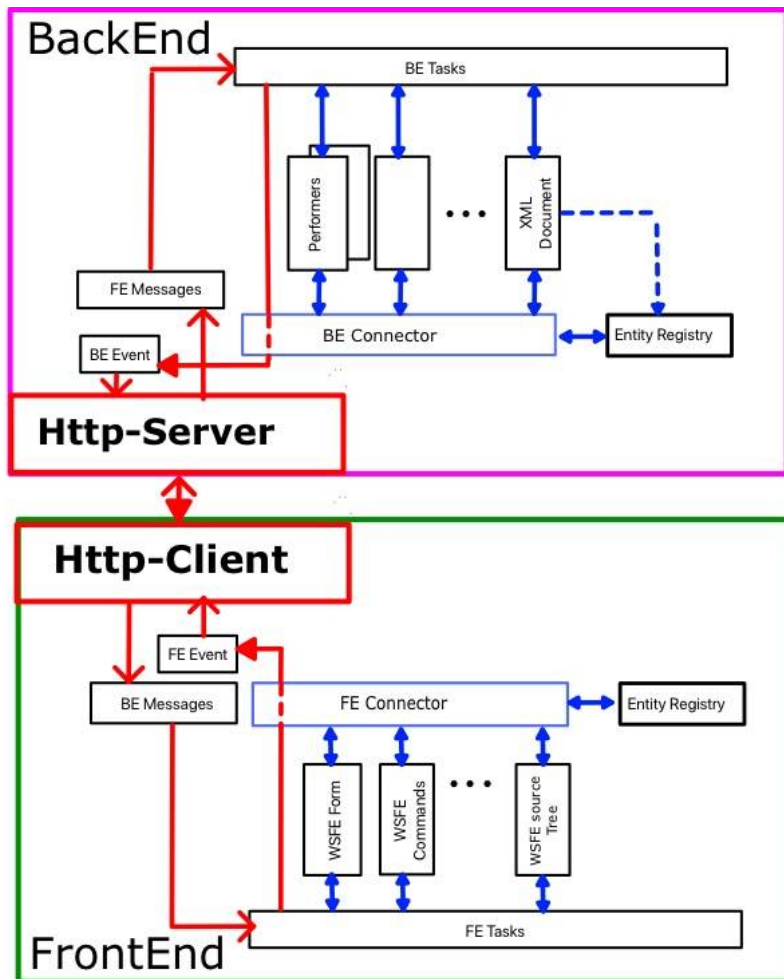 BackEnd
BE Tasks
Performers
XML
Document
FE Messages
BE Connector
Entity Registry
BE Event
Http-Server
Http-Client
FE Event
BE Messages
FE Connector
Entity Registry
WSFE Form
WSFE
Commands
WSFE source
Tree
FE Tasks
FrontEnd